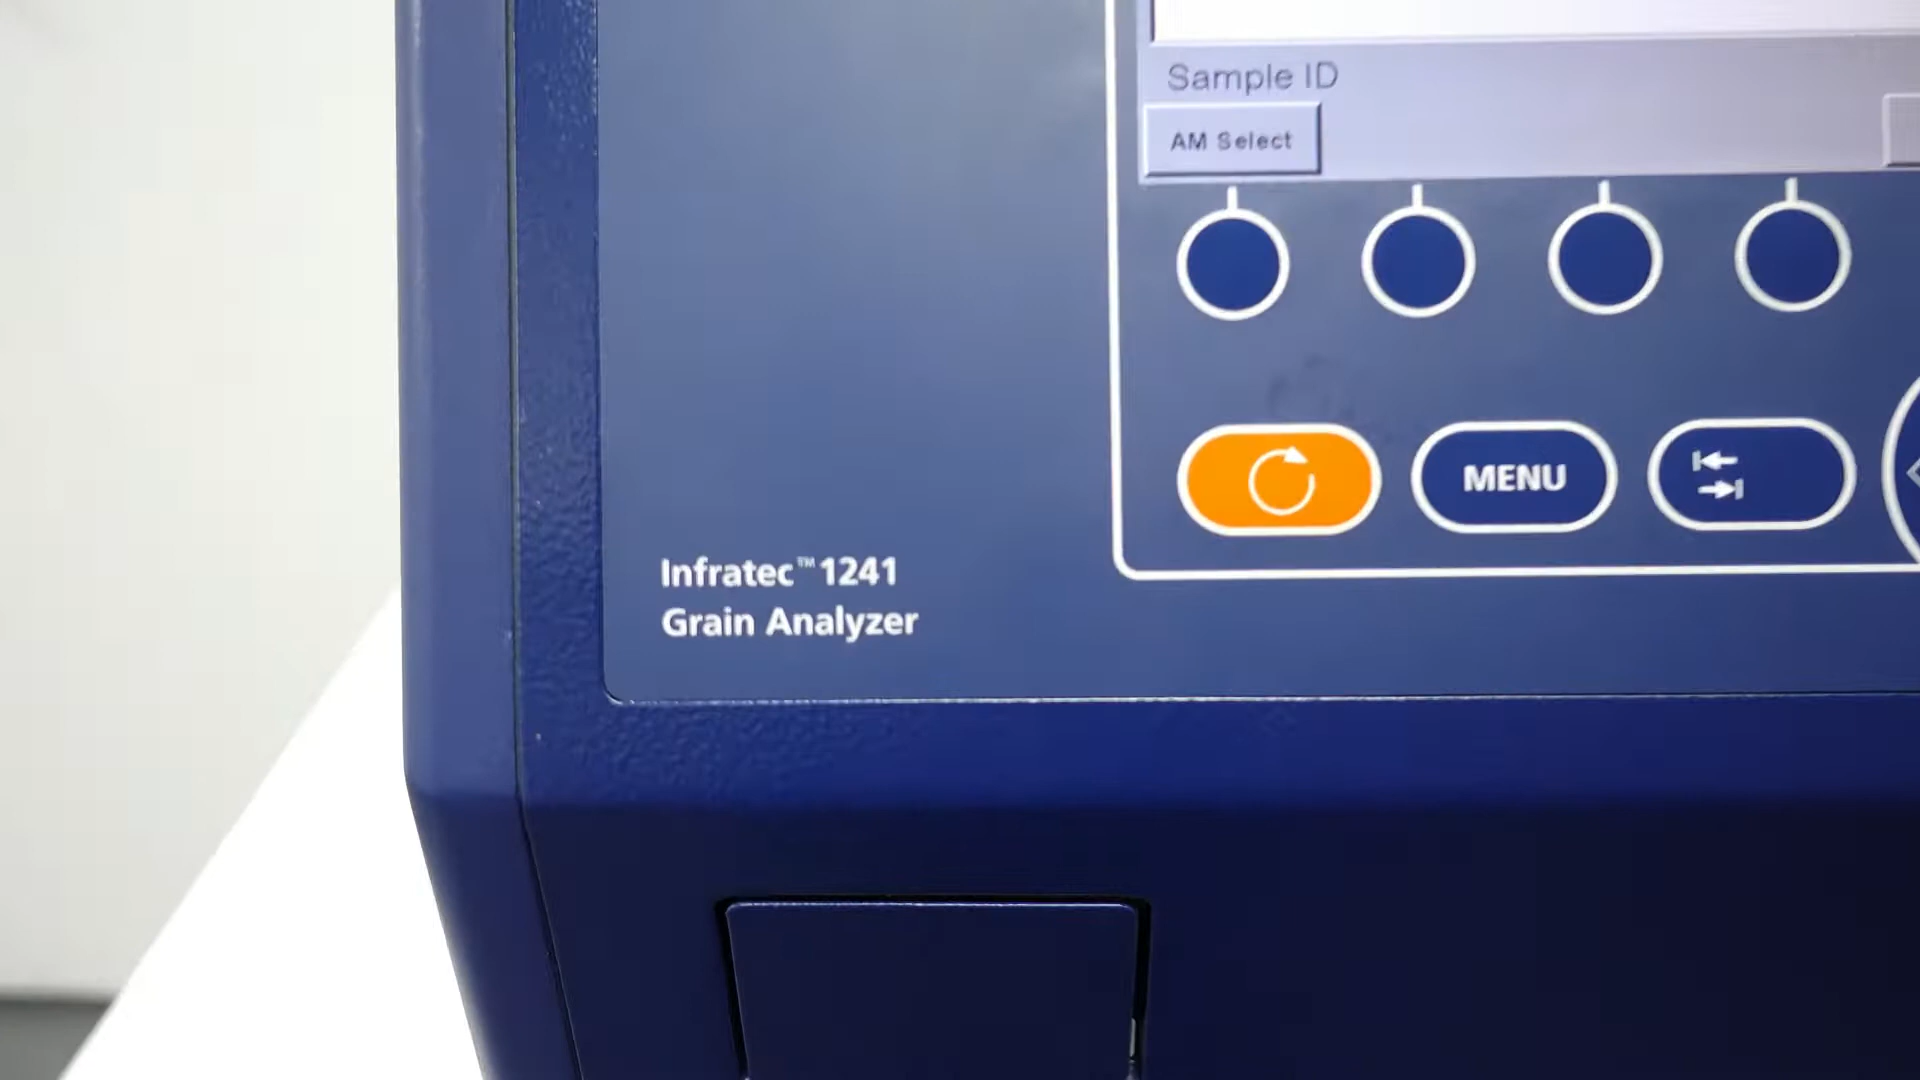 Sample ID
AM Select
MENU
Infratec™ 1241
Grain Analyzer